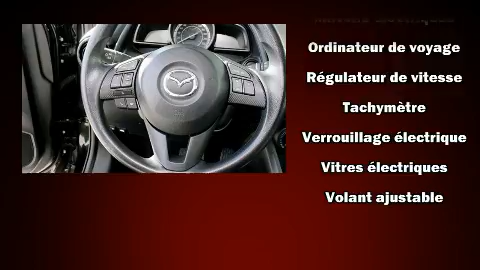 Ordinateur de voyage
Régulateur de vitesse
Tachymètre
Verrouillage électrique
Vitres électriques
Volant ajustable